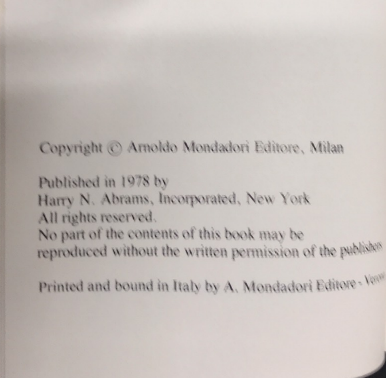 Copyright © Arnoldo Mondadori Editore, Milan
Published in 1978 by
Harry N. Abrams, Incorporated, New York
All rights reserved.
No part of the contents of this book may be
reproduced without the written permission of the publishers
Printed and bound in Italy by A. Mondadori Editore -